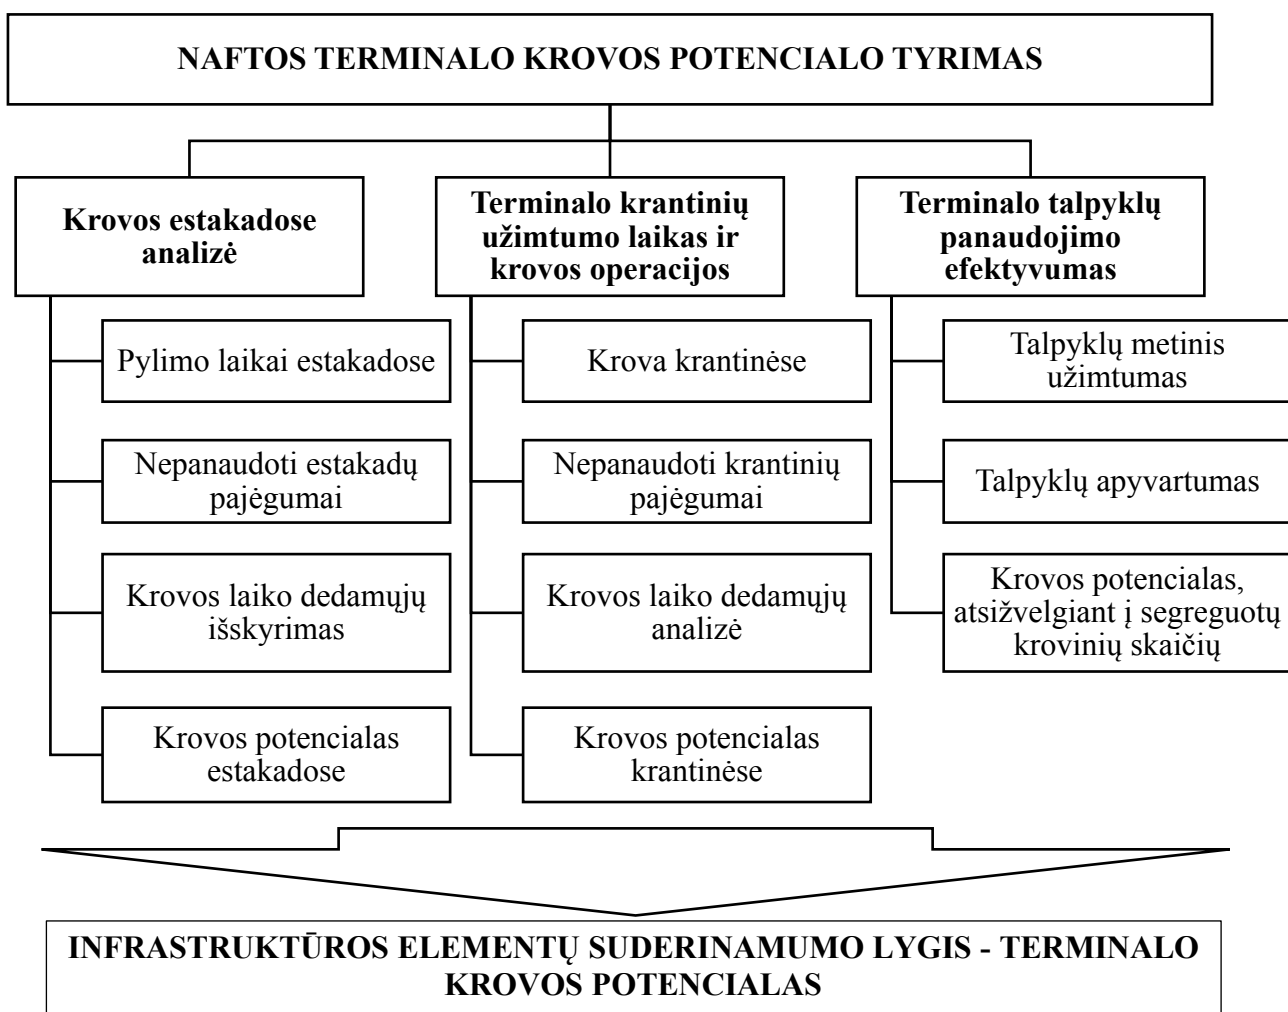 NAFTOS TERMINALO KROVOS POTENCIALO TYRIMAS
Krovos estakadose
analizė
Pylimo laikai estakadose
Nepanaudoti estakadų
pajėgumai
Krovos laiko dedamųjų
išskyrimas
Krovos potencialas
estakadose
Terminalo krantinių
užimtumo laikas ir
krovos operacijos
Krova krantinėse
Nepanaudoti krantinių
pajėgumai
Krovos laiko dedamųjų
analizė
Krovos potencialas
krantinėse
Terminalo talpyklų
panaudojimo
efektyvumas
Talpyklų metinis
užimtumas
Talpyklų apyvartumas
Krovos potencialas,
atsižvelgiant į segreguotų
krovinių skaičių
INFRASTRUKTŪROS ELEMENTŲ SUDERINAMUMO LYGIS - TERMINALO
KROVOS POTENCIALAS